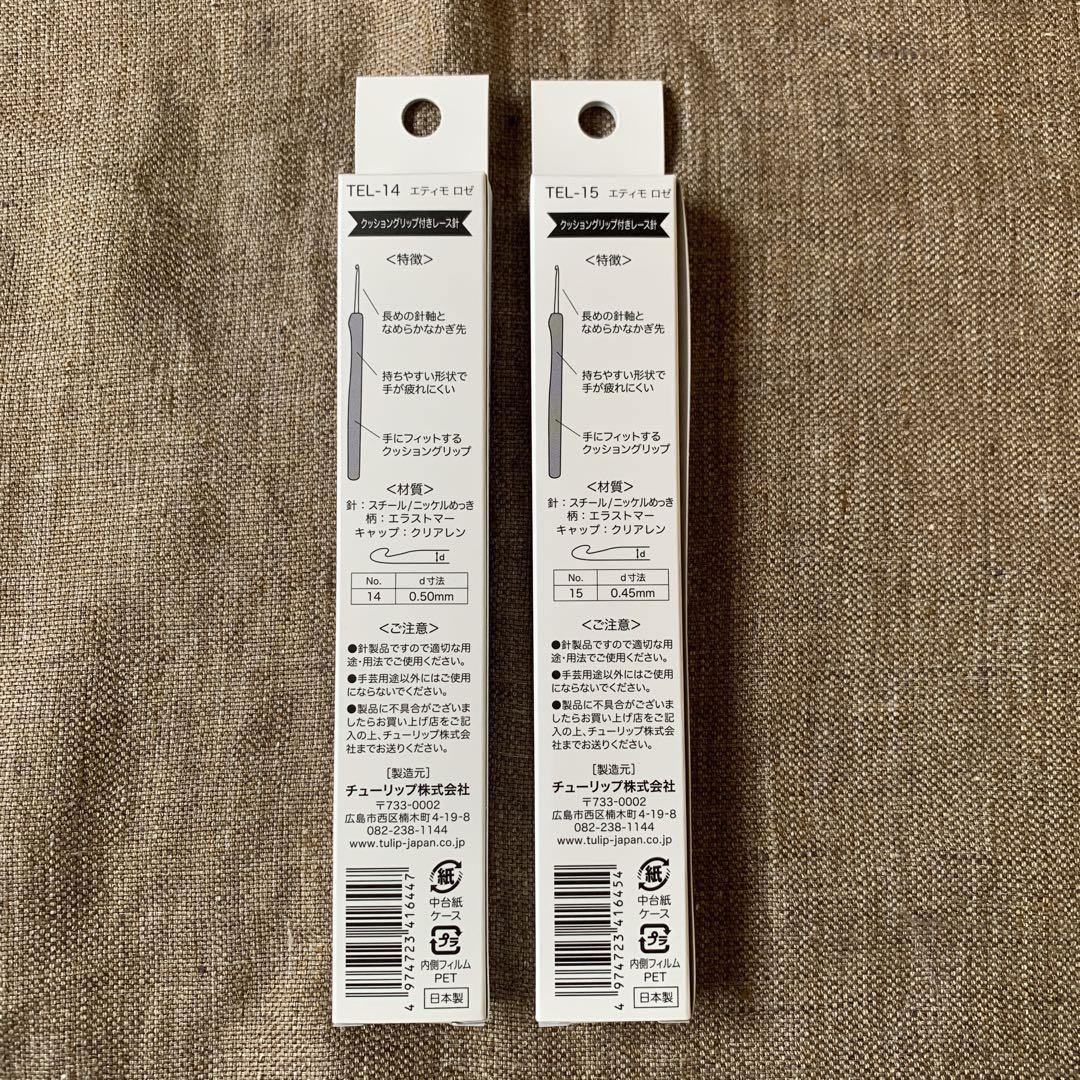 TEL-14 エティモ ロゼ
クッショングリップ付きレース針
<特徴>
長めの針軸と
なめらかなかぎ先
持ちやすい形状で
手が疲れにくい
手にフィットする
クッショングリップ
<材質>
針：スチール/ニッケルめっき
柄：エラストマー
キャップ：クリアレン
d
No. d寸法
14 0.50mm
<ご注意>
●針製品ですので適切な用
途・用法でご使用ください。
●手芸用途以外にはご使用
にならないでください。
●製品に不具合がございま
したらお買い上げ店をご記
入の上、チューリップ株式会
社までお送りください。
［製造元］
チューリップ株式会社
〒733-0002
広島市西区楠木町4-19-8
082-238-1144
www.tulip-japan.co.jp
4 974723 416447
紙
中台紙
ケース
プラ
内側フィルム
PET
日本製
TEL-15 エティモ ロゼ
クッショングリップ付きレース針
<特徴>
長めの針軸と
なめらかなかぎ先
持ちやすい形状で
手が疲れにくい
手にフィットする
クッショングリップ
<材質>
針：スチール/ニッケルめっき
柄：エラストマー
キャップ：クリアレン
d
No. d寸法
15 0.45mm
<ご注意>
●針製品ですので適切な用
途・用法でご使用ください。
●手芸用途以外にはご使用
にならないでください。
●製品に不具合がございま
したらお買い上げ店をご記
入の上、チューリップ株式会
社までお送りください。
［製造元］
チューリップ株式会社
〒733-0002
広島市西区楠木町4-19-8
082-238-1144
www.tulip-japan.co.jp
4 974723 416454
紙
中台紙
ケース
プラ
内側フィルム
PET
日本製